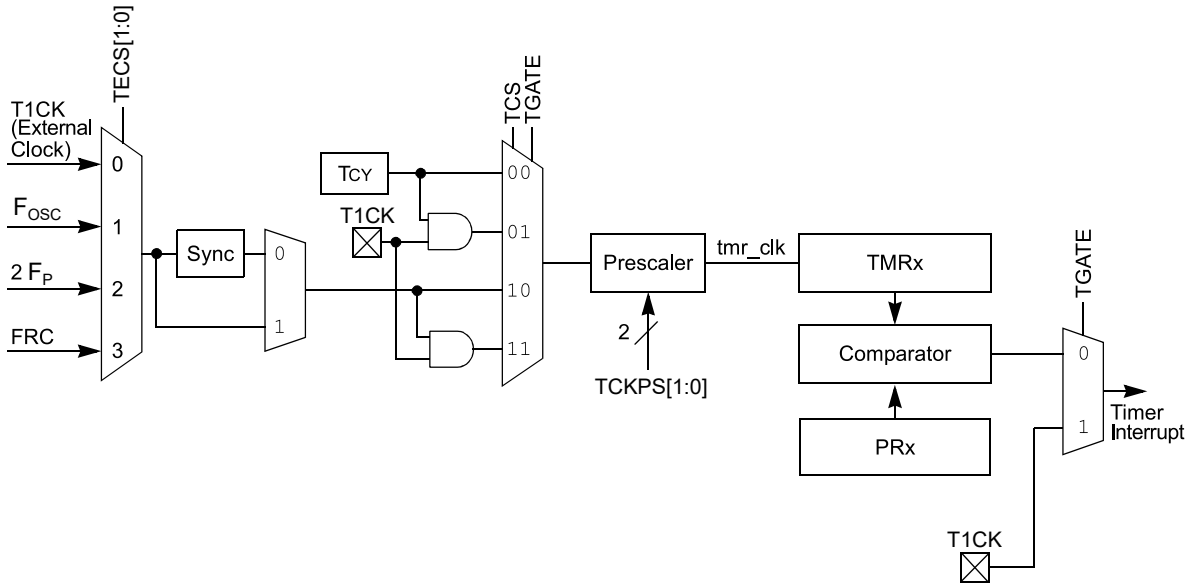 TECS[1:0]
T1CK
(External
Clock)
0
F_OSC
1
2 F_P
2
FRC
3
Sync
0
1
TCS
TGATE
TCY
T1CK
00
01
10
11
Prescaler
2
TCKPS[1:0]
tmr_clk
TMRx
Comparator
PRx
TGATE
0
1
Timer
Interrupt
T1CK